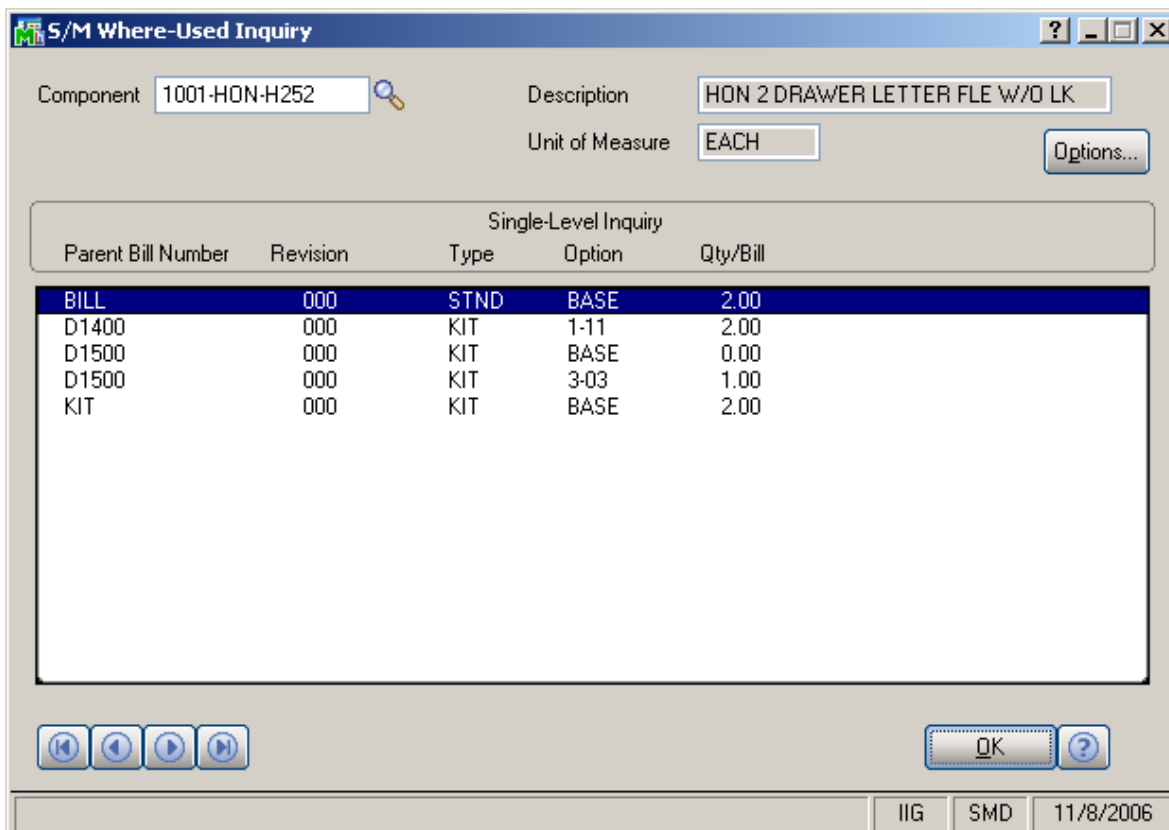 S/M Where-Used Inquiry
Component 1001-HON-H252 Description HON 2 DRAWER LETTER FLE W/O LK
Unit of Measure EACH
Options...
Single-Level Inquiry
Parent Bill Number Revision Type Option Qty/Bill
BILL 000 STND BASE 2.00
D1400 000 KIT 1-11 2.00
D1500 000 KIT BASE 0.00
D1500 000 KIT 3-03 1.00
KIT 000 KIT BASE 2.00
OK
IIG SMD 11/8/2006